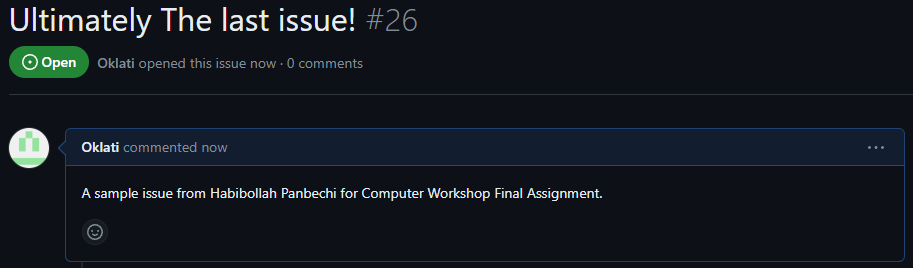 Ultimately The last issue! #26
Open Oklati opened this issue now · 0 comments
Oklati commented now
A sample issue from Habibollah Panbechi for Computer Workshop Final Assignment.